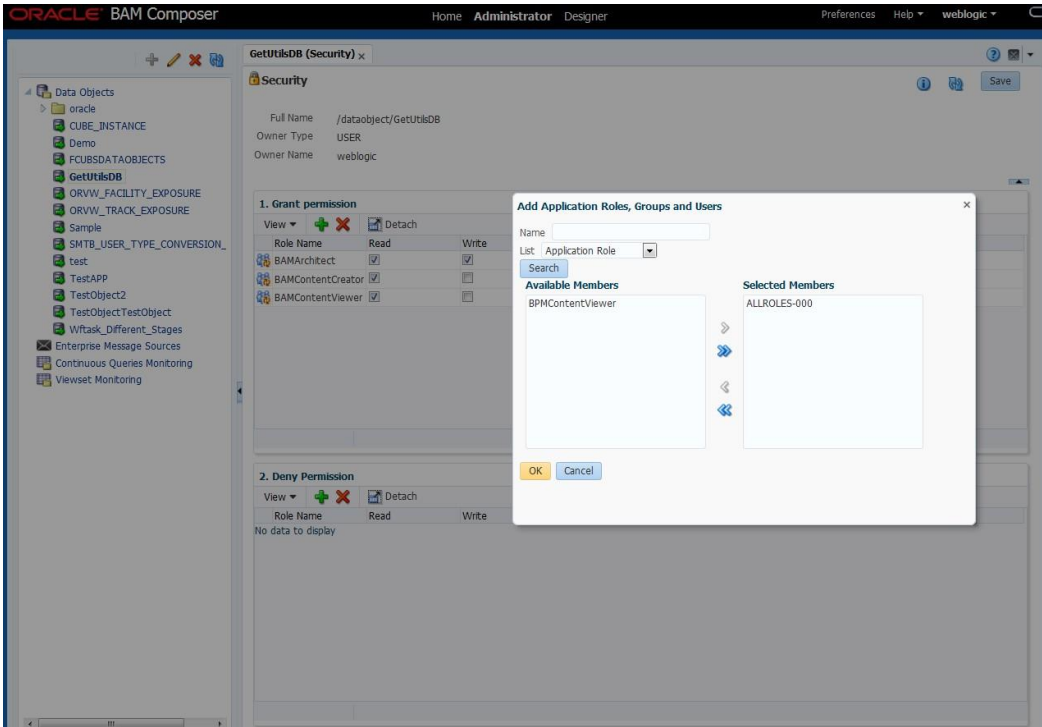 ORACLE BAM Composer
Home Administrator Designer
Preferences Help weblogic
GetUtilsDB (Security) x
Security
Save
Full Name /dataobject/GetUtilsDB
Owner Type USER
Owner Name weblogic
Data Objects
oracle
CUBE_INSTANCE
Demo
FCUBSDATAOBJECTS
GetUtilsDB
ORVW_FACILITY_EXPOSURE
ORVW_TRACK_EXPOSURE
Sample
SMTB_USER_TYPE_CONVERSION_
test
TestAPP
TestObject2
TestObjectTestObject
Wftask_Different_Stages
Enterprise Message Sources
Continuous Queries Monitoring
Viewset Monitoring
1. Grant permission
View Detach
Role Name Read Write
BAMArchitect
BAMContentCreator
BAMContentViewer
2. Deny Permission
View Detach
Role Name Read Write
No data to display
Add Application Roles, Groups and Users x
Name
List Application Role
Search
Available Members Selected Members
BPMContentViewer ALLROLES-000
OK Cancel